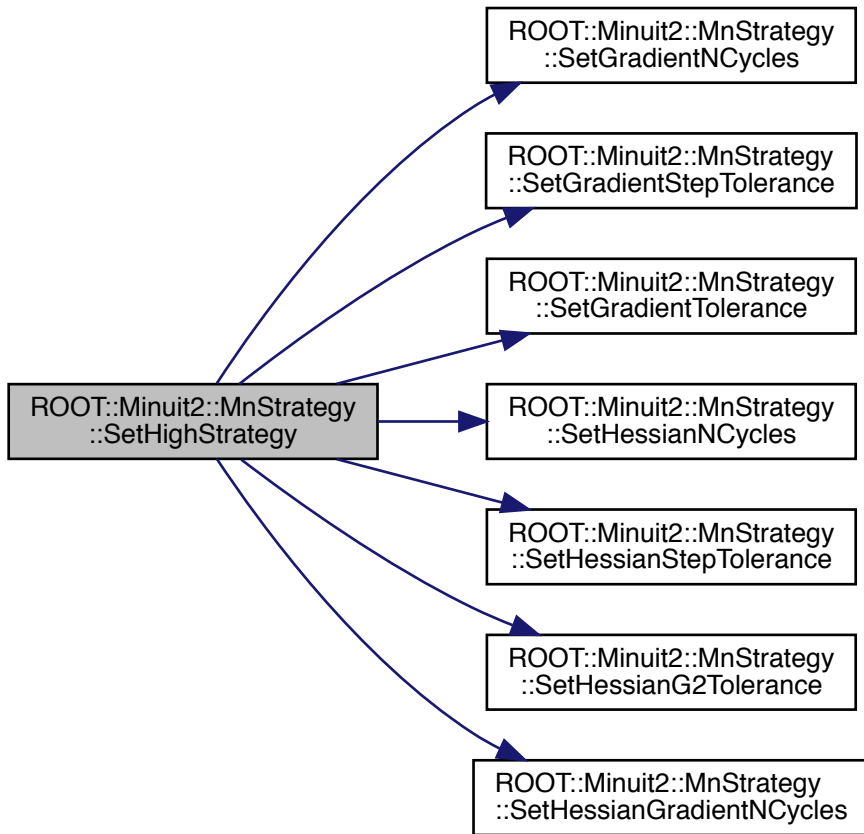 ROOT::Minuit2::MnStrategy
::SetGradientNCycles
ROOT::Minuit2::MnStrategy
::SetGradientStepTolerance
ROOT::Minuit2::MnStrategy
::SetGradientTolerance
ROOT::Minuit2::MnStrategy
::SetHighStrategy
ROOT::Minuit2::MnStrategy
::SetHessianNCycles
ROOT::Minuit2::MnStrategy
::SetHessianStepTolerance
ROOT::Minuit2::MnStrategy
::SetHessianG2Tolerance
ROOT::Minuit2::MnStrategy
::SetHessianGradientNCycles